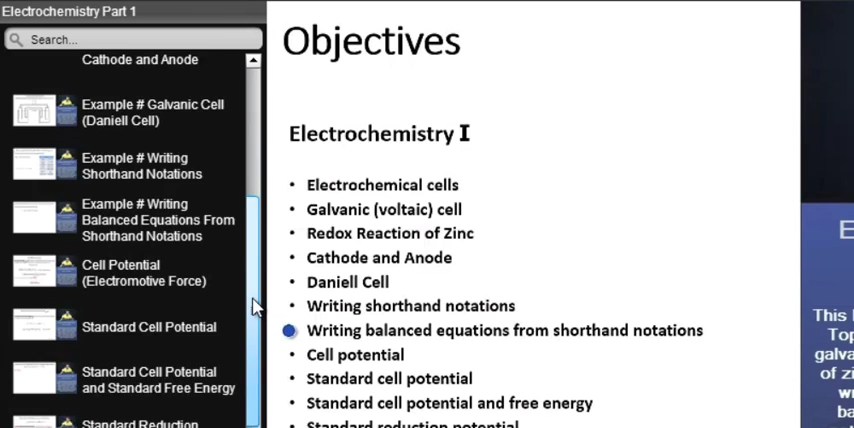 Electrochemistry Part 1
Search...
Cathode and Anode
Example # Galvanic Cell
(Daniell Cell)
Example # Writing
Shorthand Notations
Example # Writing
Balanced Equations From
Shorthand Notations
Cell Potential
(Electromotive Force)
Standard Cell Potential
Standard Cell Potential
and Standard Free Energy
Standard Reduction
Objectives
Electrochemistry I
• Electrochemical cells
• Galvanic (voltaic) cell
• Redox Reaction of Zinc
• Cathode and Anode
• Daniell Cell
• Writing shorthand notations
Writing balanced equations from shorthand notations
• Cell potential
• Standard cell potential
• Standard cell potential and free energy
• Standard reduction potential
E
This
Top
galva
of z
w
ba